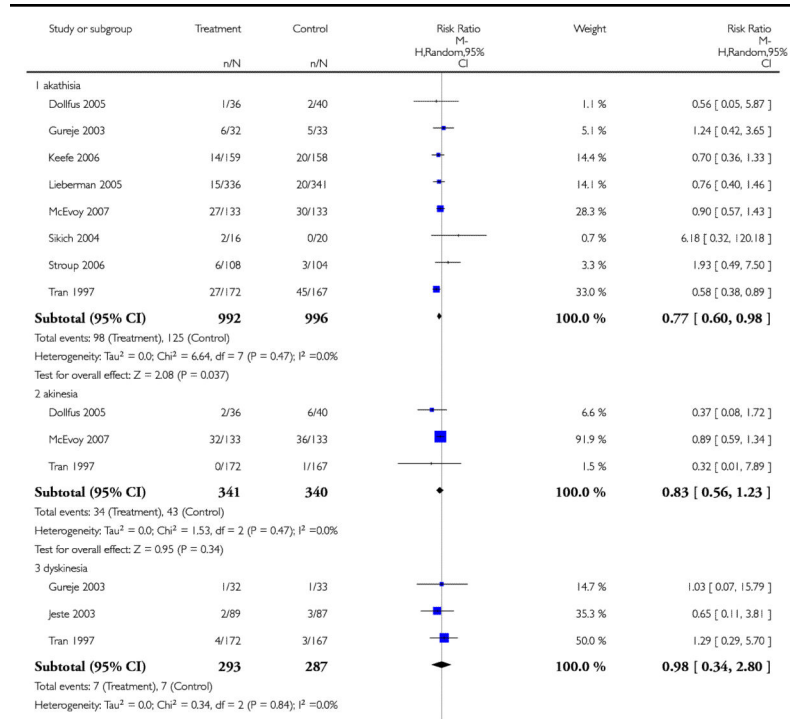 Study or subgroup Treatment Control Risk Ratio Weight Risk Ratio
M- M-
H,Random,95% H,Random,95%
n/N n/N CI CI
1 akathisia
Dollfus 2005 1/36 2/40 1.1 % 0.56 [ 0.05, 5.87 ]
Gureje 2003 6/32 5/33 5.1 % 1.24 [ 0.42, 3.65 ]
Keefe 2006 14/159 20/158 14.4 % 0.70 [ 0.36, 1.33 ]
Lieberman 2005 15/336 20/341 14.1 % 0.76 [ 0.40, 1.46 ]
McEvoy 2007 27/133 30/133 28.3 % 0.90 [ 0.57, 1.43 ]
Sikich 2004 2/16 0/20 0.7 % 6.18 [ 0.32, 120.18 ]
Stroup 2006 6/108 3/104 3.3 % 1.93 [ 0.49, 7.50 ]
Tran 1997 27/172 45/167 33.0 % 0.58 [ 0.38, 0.89 ]
Subtotal (95% CI) 992 996 100.0 % 0.77 [ 0.60, 0.98 ]
Total events: 98 (Treatment), 125 (Control)
Heterogeneity: Tau² = 0.0; Chi² = 6.64, df = 7 (P = 0.47); I² =0.0%
Test for overall effect: Z = 2.08 (P = 0.037)
2 akinesia
Dollfus 2005 2/36 6/40 6.6 % 0.37 [ 0.08, 1.72 ]
McEvoy 2007 32/133 36/133 91.9 % 0.89 [ 0.59, 1.34 ]
Tran 1997 0/172 1/167 1.5 % 0.32 [ 0.01, 7.89 ]
Subtotal (95% CI) 341 340 100.0 % 0.83 [ 0.56, 1.23 ]
Total events: 34 (Treatment), 43 (Control)
Heterogeneity: Tau² = 0.0; Chi² = 1.53, df = 2 (P = 0.47); I² =0.0%
Test for overall effect: Z = 0.95 (P = 0.34)
3 dyskinesia
Gureje 2003 1/32 1/33 14.7 % 1.03 [ 0.07, 15.79 ]
Jeste 2003 2/89 3/87 35.3 % 0.65 [ 0.11, 3.81 ]
Tran 1997 4/172 3/167 50.0 % 1.29 [ 0.29, 5.70 ]
Subtotal (95% CI) 293 287 100.0 % 0.98 [ 0.34, 2.80 ]
Total events: 7 (Treatment), 7 (Control)
Heterogeneity: Tau² = 0.0; Chi² = 0.34, df = 2 (P = 0.84); I² =0.0%